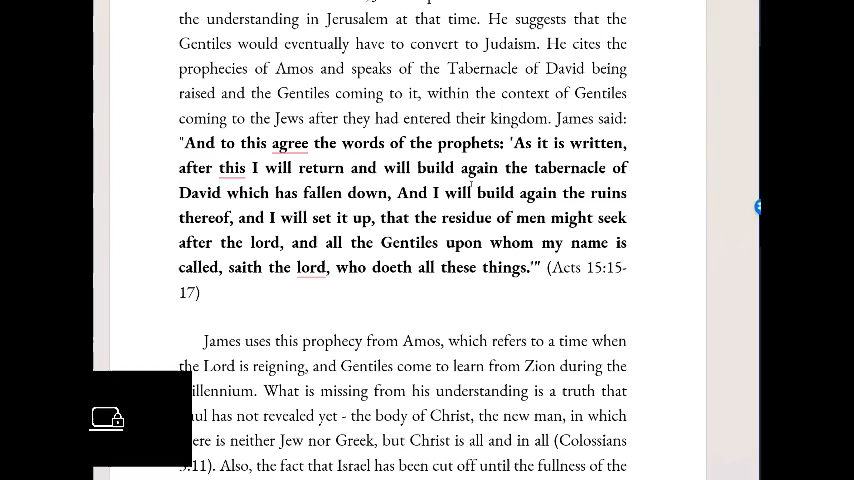 the understanding in Jerusalem at that time. He suggests that the
Gentiles would eventually have to convert to Judaism. He cites the
prophecies of Amos and speaks of the Tabernacle of David being
raised and the Gentiles coming to it, within the context of Gentiles
coming to the Jews after they had entered their kingdom. James said:
"And to this agree the words of the prophets: 'As it is written,
after this I will return and will build again the tabernacle of
David which has fallen down, And I will build again the ruins
thereof, and I will set it up, that the residue of men might seek
after the lord, and all the Gentiles upon whom my name is
called, saith the lord, who doeth all these things.'" (Acts 15:15-
17)
James uses this prophecy from Amos, which refers to a time when
the Lord is reigning, and Gentiles come to learn from Zion during the
illennium. What is missing from his understanding is a truth that
ul has not revealed yet - the body of Christ, the new man, in which
ere is neither Jew nor Greek, but Christ is all and in all (Colossians
3:11). Also, the fact that Israel has been cut off until the fullness of the